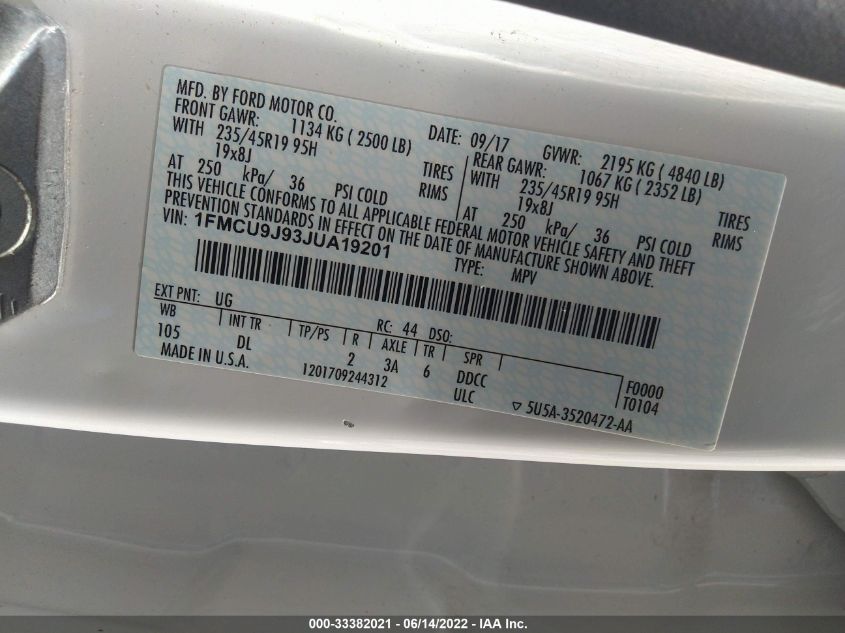 MFD. BY FORD MOTOR CO.
DATE: 09/17 GVWR: 2195 KG ( 4840 LB)
FRONT GAWR: 1134 KG ( 2500 LB) REAR GAWR: 1067 KG ( 2352 LB)
WITH 235/45R19 95H TIRES WITH 235/45R19 95H TIRES
19x8J RIMS 19x8J RIMS
AT 250 kPa/ 36 PSI COLD AT 250 kPa/ 36 PSI COLD
THIS VEHICLE CONFORMS TO ALL APPLICABLE FEDERAL MOTOR VEHICLE SAFETY AND THEFT
PREVENTION STANDARDS IN EFFECT ON THE DATE OF MANUFACTURE SHOWN ABOVE.
VIN: 1FMCU9J93JUA19201 TYPE: MPV
EXT PNT: UG RC: 44 DSO:
WB INT TR TP/PS R AXLE TR SPR
105 DL 2 3A 6 DDCC F0000
MADE IN U.S.A. 1201709244312 ULC T0104
5U5A-3520472-AA
000-33382021 - 06/14/2022 - IAA Inc.